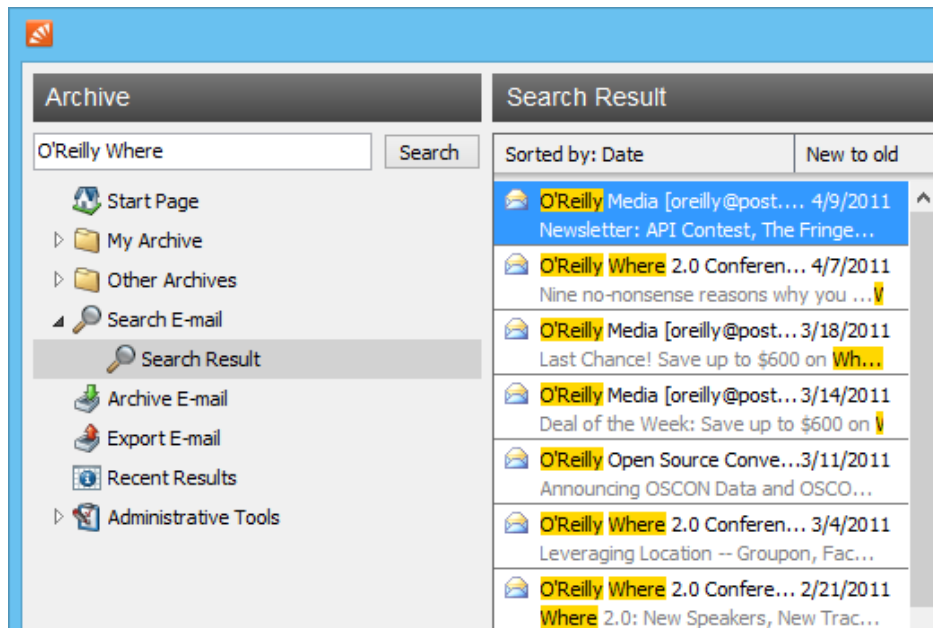 Archive
O'Reilly Where
Search
Start Page
My Archive
Other Archives
Search E-mail
Search Result
Archive E-mail
Export E-mail
Recent Results
Administrative Tools
Search Result
Sorted by: Date New to old
O'Reilly Media [oreilly@post.... 4/9/2011
Newsletter: API Contest, The Fringe...
O'Reilly Where 2.0 Conferen... 4/7/2011
Nine no-nonsense reasons why you ...
O'Reilly Media [oreilly@post... 3/18/2011
Last Chance! Save up to $600 on Wh...
O'Reilly Media [oreilly@post... 3/14/2011
Deal of the Week: Save up to $600 on
O'Reilly Open Source Conve... 3/11/2011
Announcing OSCON Data and OSCO...
O'Reilly Where 2.0 Conferen... 3/4/2011
Leveraging Location -- Groupon, Fac...
O'Reilly Where 2.0 Confere... 2/21/2011
Where 2.0: New Speakers, New Trac...